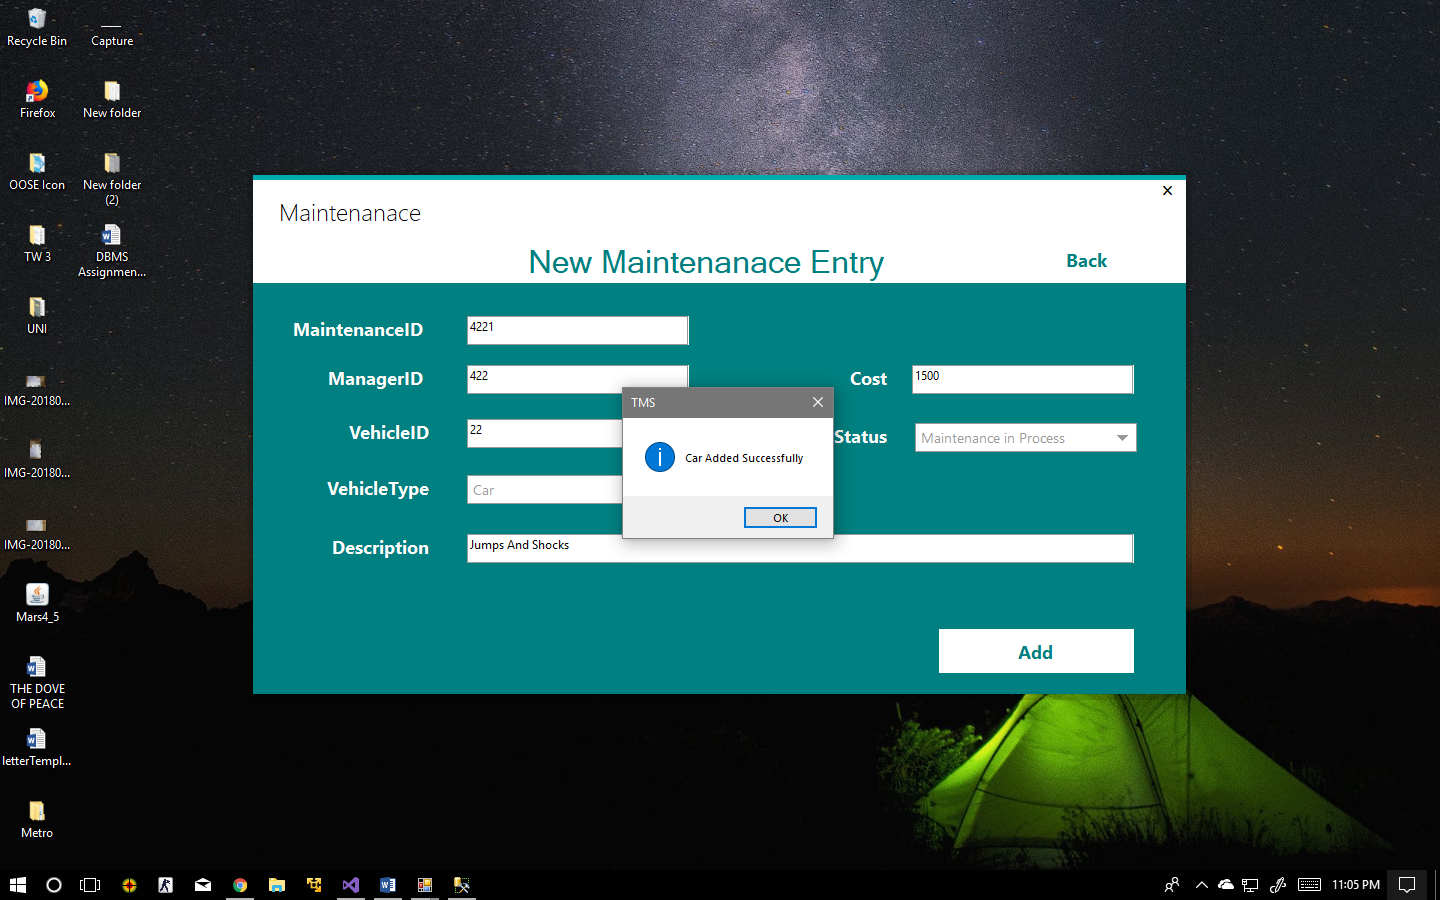 Recycle Bin
Capture
Firefox
New folder
OOSE Icon
New folder
(2)
TW 3
DBMS
Assignmen...
UNI
IMG-20180...
IMG-20180...
IMG-20180...
Mars4_5
THE DOVE
OF PEACE
letterTempl...
Metro
Maintenanace
New Maintenanace Entry
Back
MaintenanceID
4221
ManagerID
422
Cost
1500
VehicleID
22
Status
Maintenance in Process
VehicleType
Car
Description
Jumps And Shocks
Add
TMS
Car Added Successfully
OK
11:05 PM